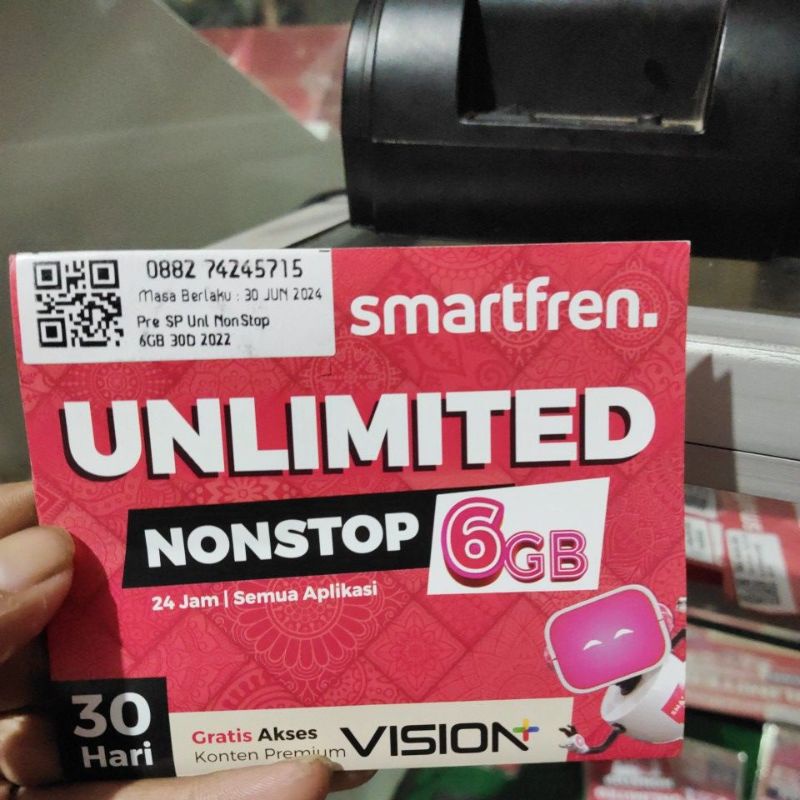 0882 74245715
Masa Berlaku : 30 JUN 2024
Pre SP Unl NonStop
6GB 30D 2022
smartfren.
UNLIMITED
NONSTOP 6GB
24 Jam | Semua Aplikasi
30
Hari
Gratis Akses
Konten Premium
VISION+